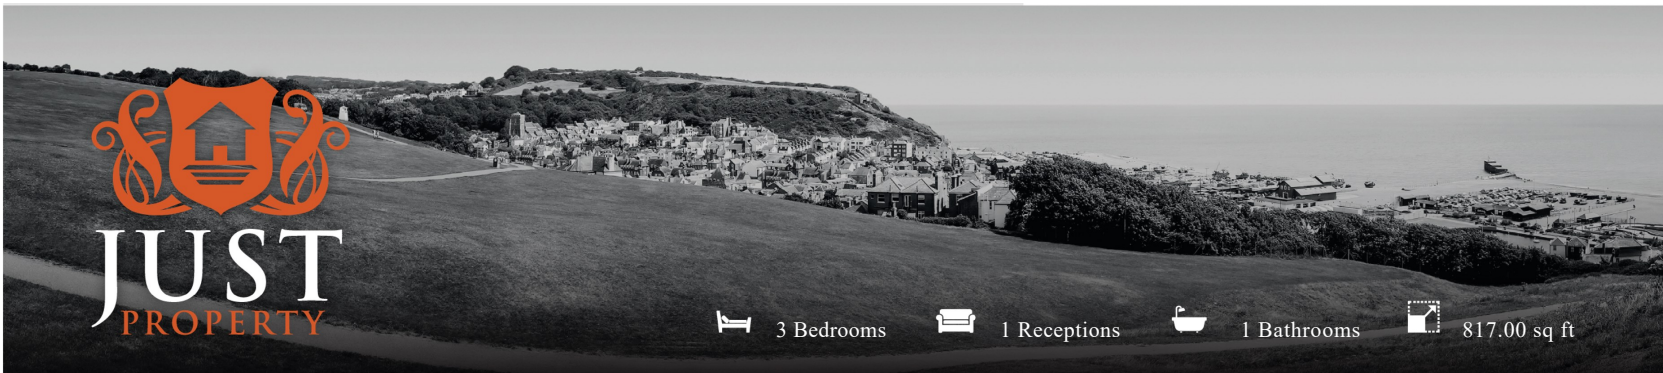 JUST
PROPERTY
3 Bedrooms 1 Receptions 1 Bathrooms 817.00 sq ft